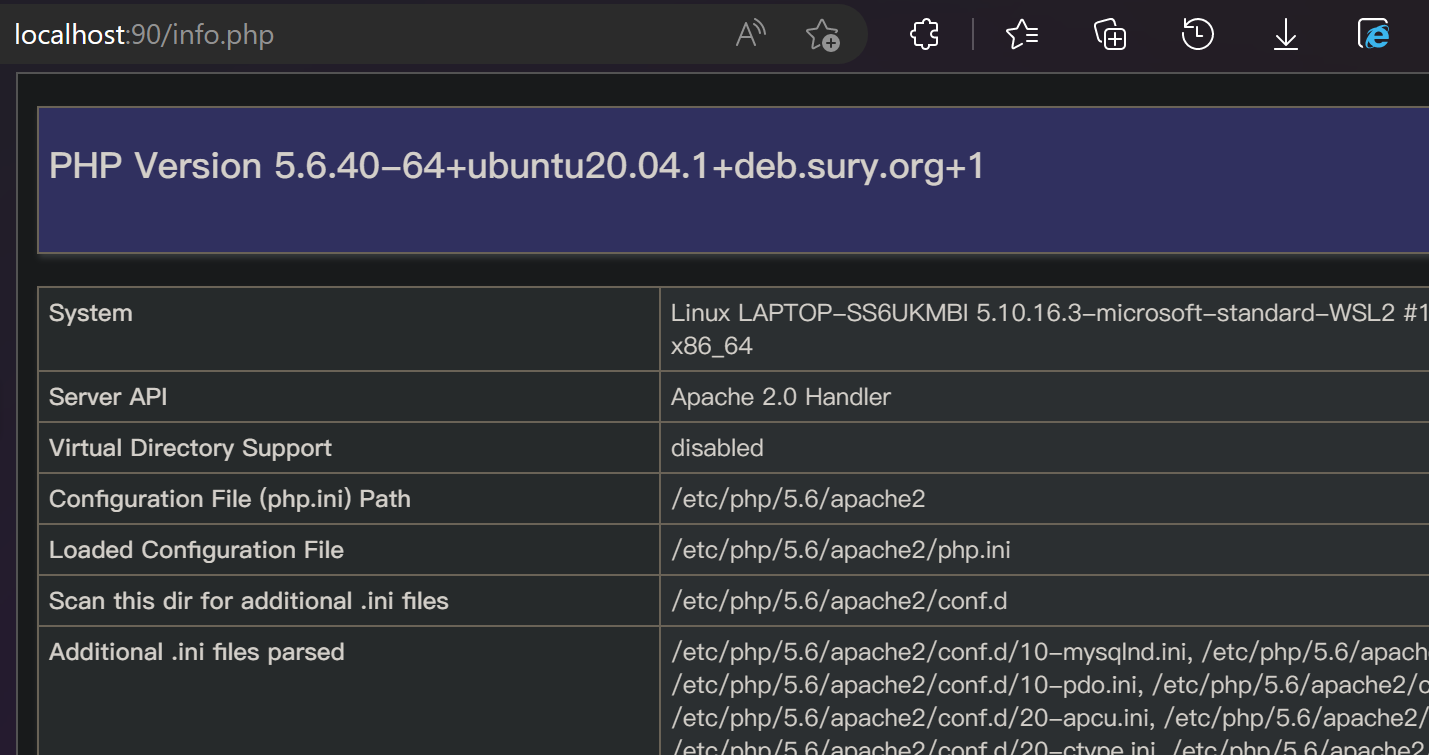 localhost:90/info.php
PHP Version 5.6.40-64+ubuntu20.04.1+deb.sury.org+1
System
Linux LAPTOP-SS6UKMBI 5.10.16.3-microsoft-standard-WSL2 #1
x86_64
Server API
Apache 2.0 Handler
Virtual Directory Support
disabled
Configuration File (php.ini) Path
/etc/php/5.6/apache2
Loaded Configuration File
/etc/php/5.6/apache2/php.ini
Scan this dir for additional .ini files
/etc/php/5.6/apache2/conf.d
Additional .ini files parsed
/etc/php/5.6/apache2/conf.d/10-mysqlnd.ini, /etc/php/5.6/apach
/etc/php/5.6/apache2/conf.d/10-pdo.ini, /etc/php/5.6/apache2/c
/etc/php/5.6/apache2/conf.d/20-apcu.ini, /etc/php/5.6/apache2/
/etc/php/5.6/apache2/conf.d/20-ctype.ini, /etc/php/5.6/apache2